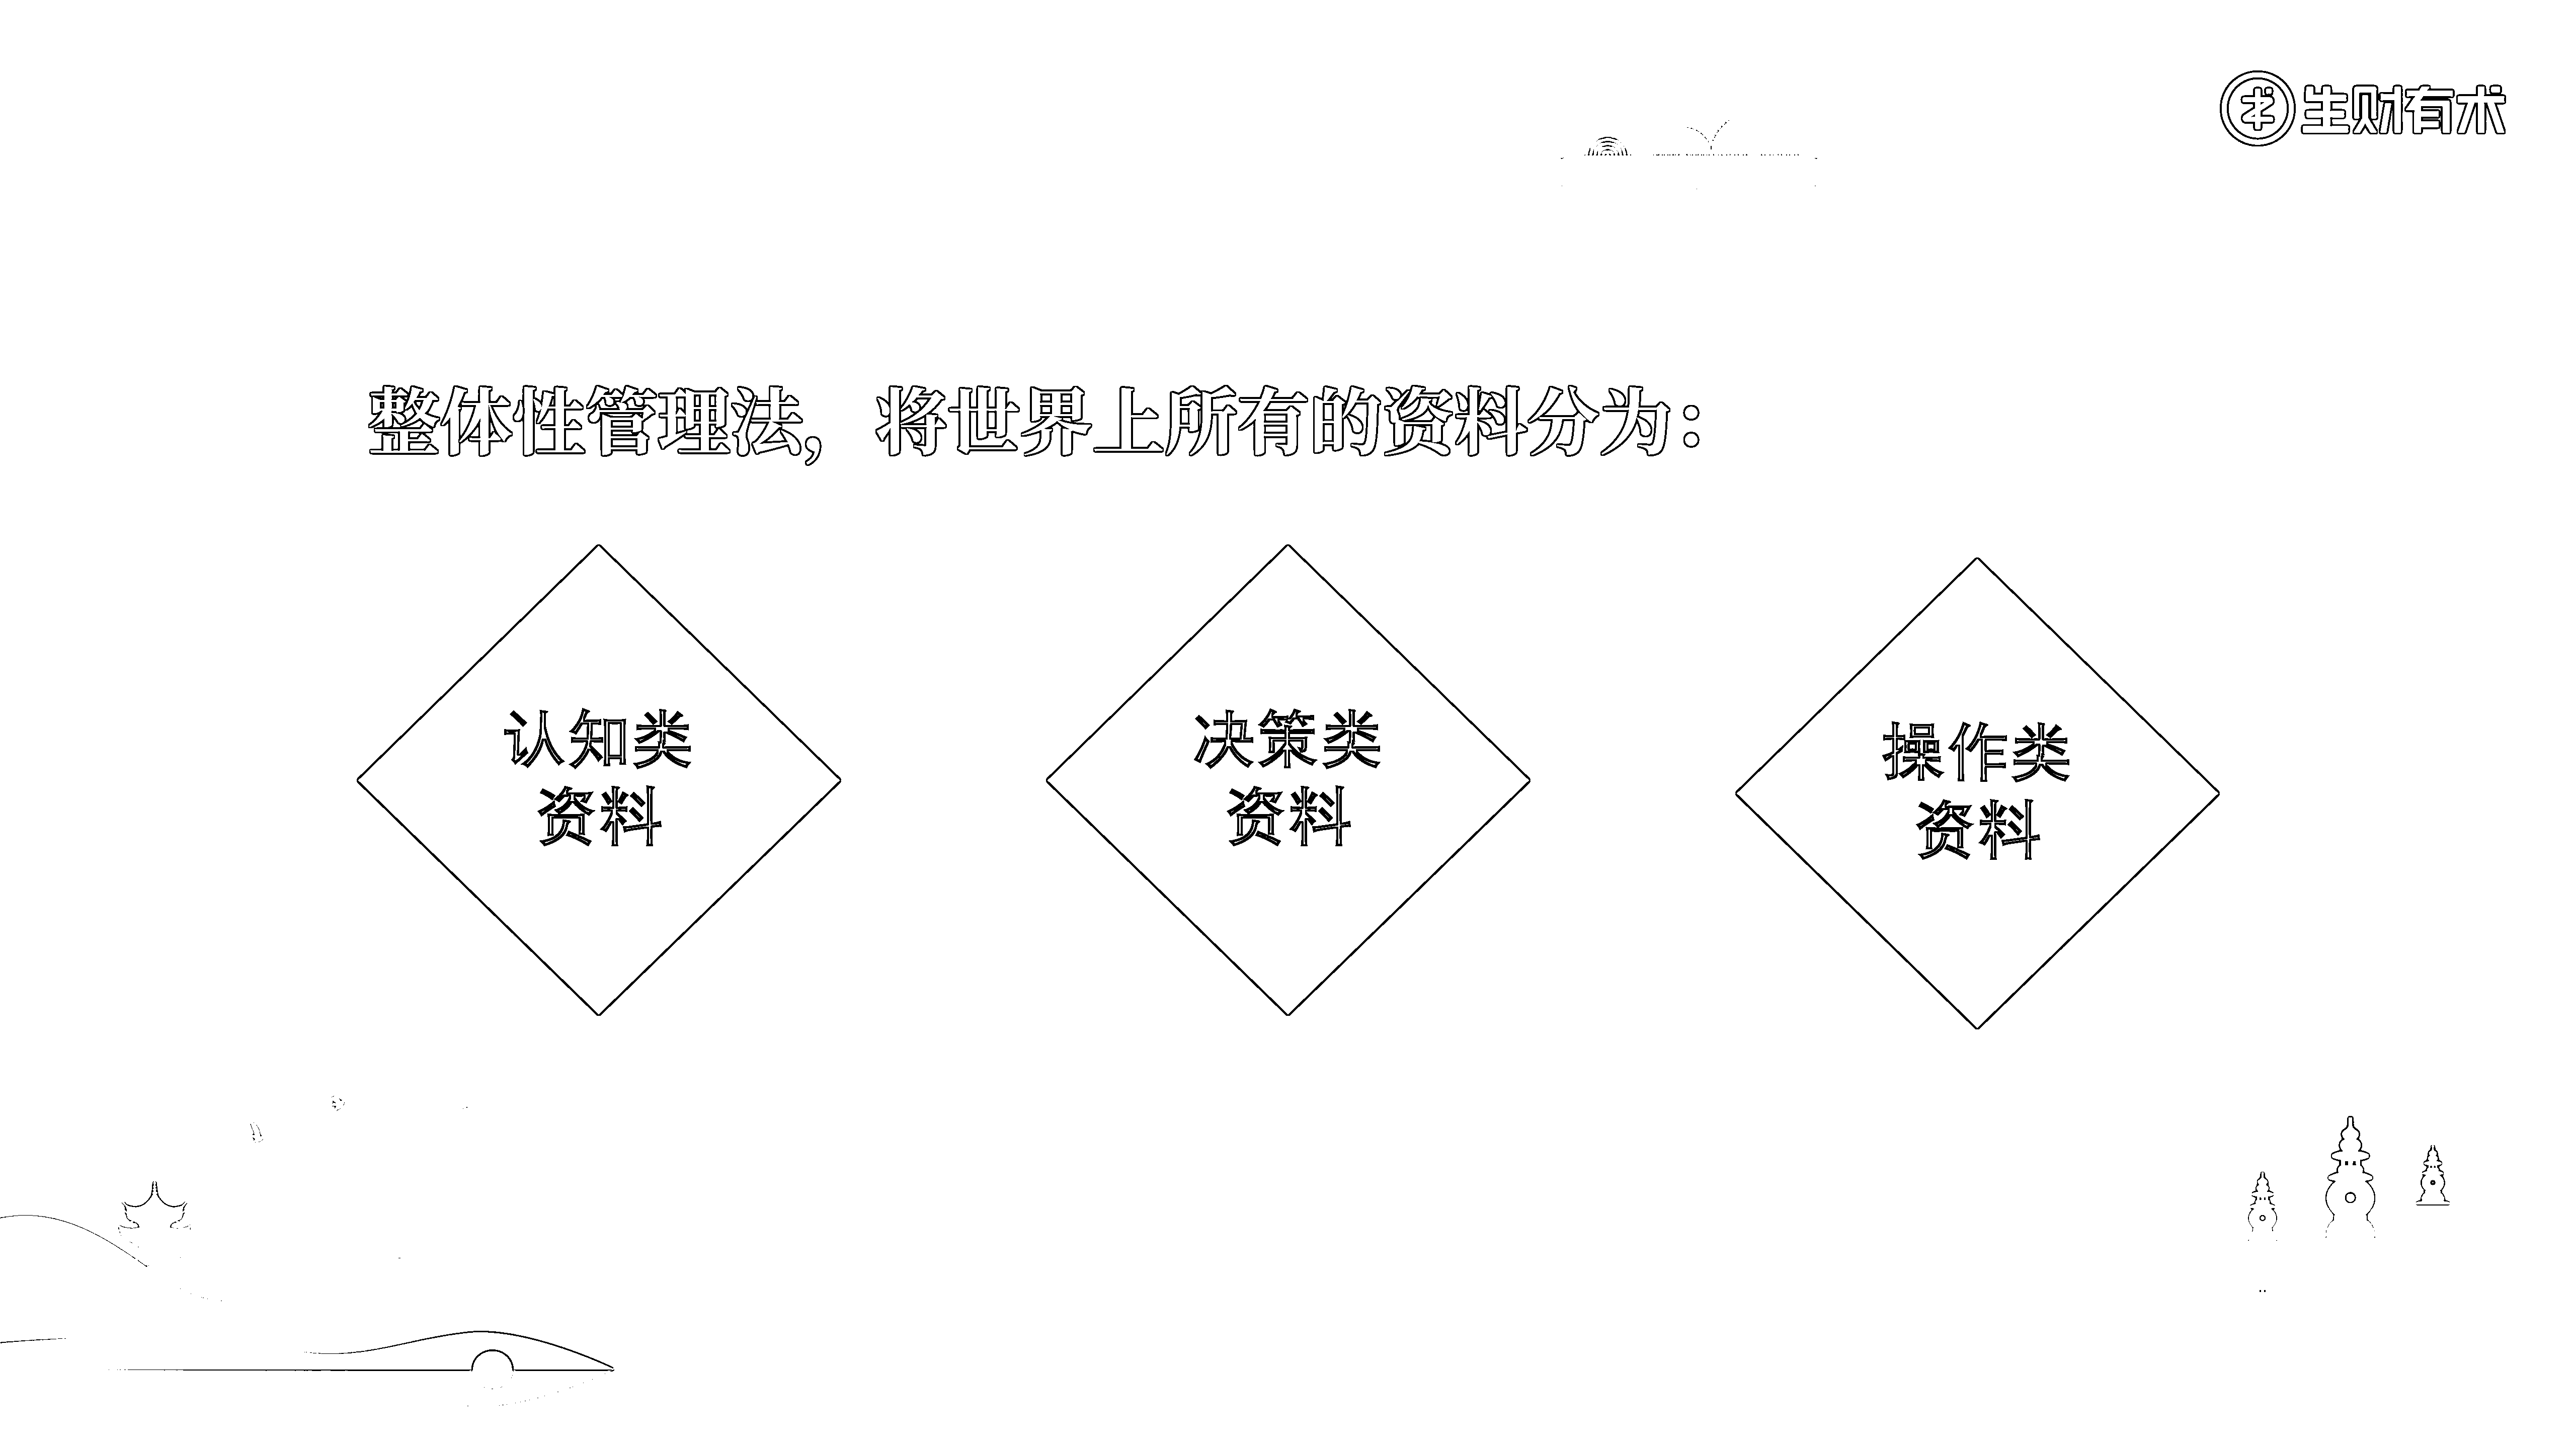 生财有术
整体性管理法，将世界上所有的资料分为：
认知类
资料
决策类
资料
操作类
资料